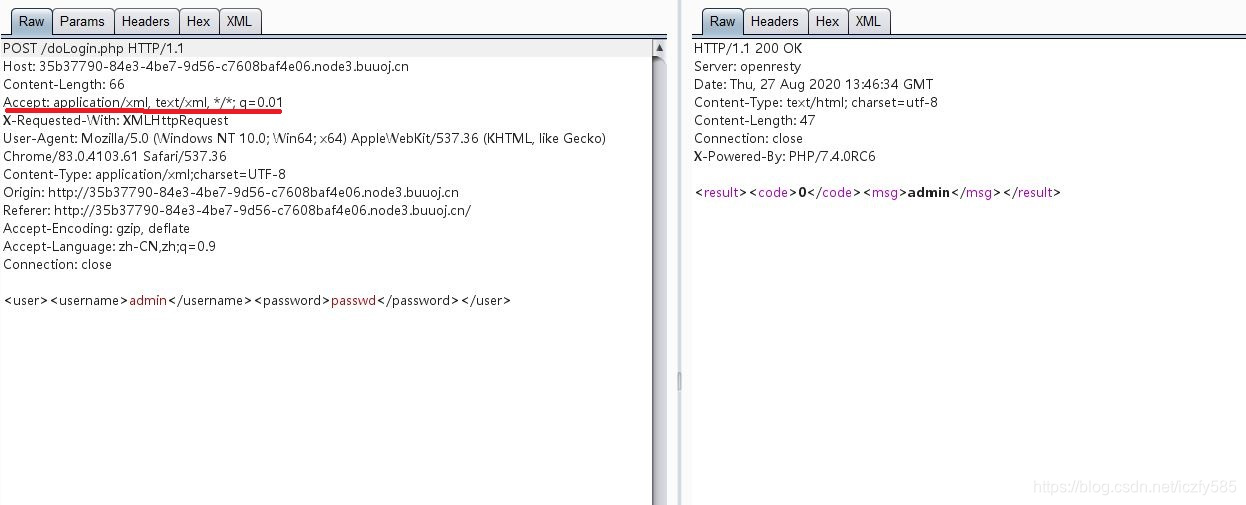 Raw Params Headers Hex XML
POST /doLogin.php HTTP/1.1
Host: 35b37790-84e3-4be7-9d56-c7608baf4e06.node3.buuoj.cn
Content-Length: 66
Accept: application/xml, text/xml, */*; q=0.01
X-Requested-With: XMLHttpRequest
User-Agent: Mozilla/5.0 (Windows NT 10.0; Win64; x64) AppleWebKit/537.36 (KHTML, like Gecko)
Chrome/83.0.4103.61 Safari/537.36
Content-Type: application/xml;charset=UTF-8
Origin: http://35b37790-84e3-4be7-9d56-c7608baf4e06.node3.buuoj.cn
Referer: http://35b37790-84e3-4be7-9d56-c7608baf4e06.node3.buuoj.cn/
Accept-Encoding: gzip, deflate
Accept-Language: zh-CN,zh;q=0.9
Connection: close
<user><username>admin</username><password>passwd</password></user>
Raw Headers Hex XML
HTTP/1.1 200 OK
Server: openresty
Date: Thu, 27 Aug 2020 13:46:34 GMT
Content-Type: text/html; charset=utf-8
Content-Length: 47
Connection: close
X-Powered-By: PHP/7.4.0RC6
<result><code>0</code><msg>admin</msg></result>
https://blog.csdn.net/iczfy585